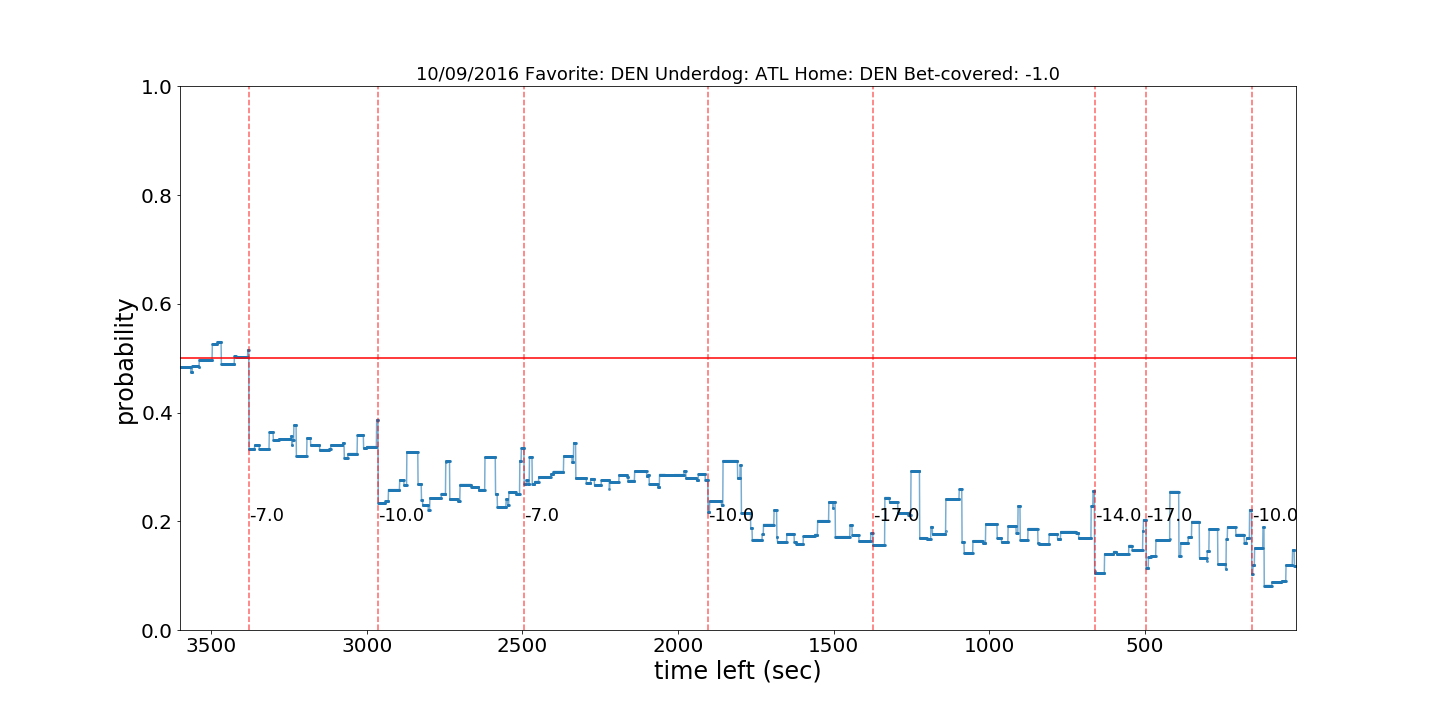 10/09/2016 Favorite: DEN Underdog: ATL Home: DEN Bet-covered: -1.0
1.0
0.8
0.6
0.4
0.2
0.0
probability
-7.0 -10.0 -7.0 -10.0 -17.0 -14.0 -17.0 -10.0
3500 3000 2500 2000 1500 1000 500
time left (sec)